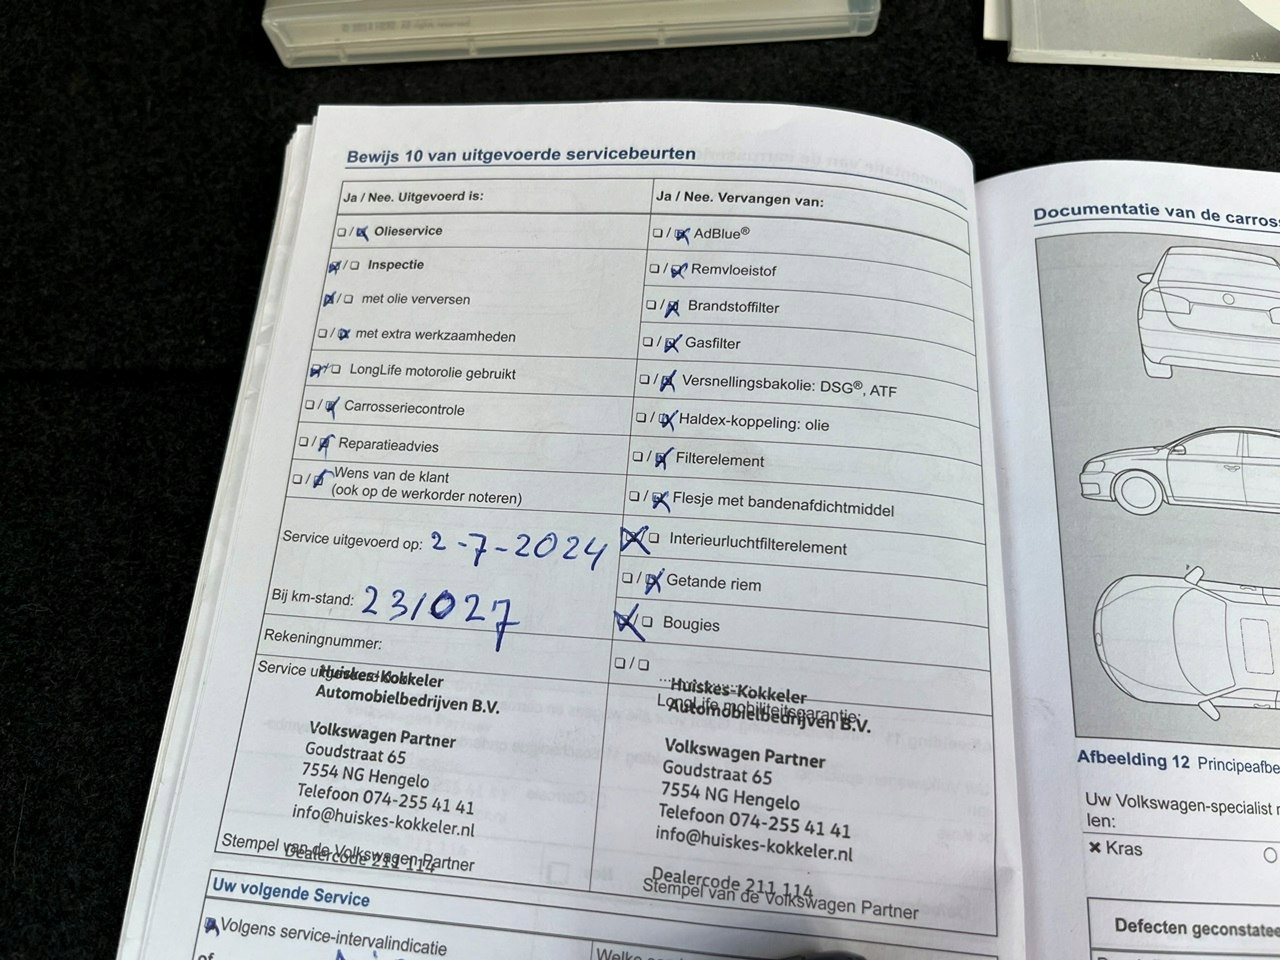 Bewijs 10 van uitgevoerde servicebeurten
Ja / Nee. Uitgevoerd is:
Olieservice
Inspectie
met olie verversen
met extra werkzaamheden
LongLife motorolie gebruikt
Carrosseriecontrole
Reparatieadvies
Wens van de klant
(ook op de werkorder noteren)
Service uitgevoerd op: 2-7-2024
Bij km-stand: 231027
Rekeningnummer:
Ja / Nee. Vervangen van:
AdBlue®
Remvloeistof
Brandstoffilter
Gasfilter
Versnellingsbakolie: DSG®, ATF
Haldex-koppeling: olie
Filterelement
Flesje met bandenafdichtmiddel
Interieurluchtfilterelement
Getande riem
Bougies
Service
Huiskes-Kokkeler
Automobielbedrijven B.V.
Volkswagen Partner
Goudstraat 65
7554 NG Hengelo
Telefoon 074-255 41 41
info@huiskes-kokkeler.nl
Dealercode 211 114
Stempel van de Volkswagen Partner
Huiskes-Kokkeler
LongLife mobiliteitsgarantie:
Automobielbedrijven B.V.
Volkswagen Partner
Goudstraat 65
7554 NG Hengelo
Telefoon 074-255 41 41
info@huiskes-kokkeler.nl
Dealercode 211 114
Stempel van de Volkswagen Partner
Uw volgende Service
Volgens service-intervalindicatie
of
Documentatie van de
Afbeelding 12
Uw Volkswagen-specialist
len:
Kras
Defecten